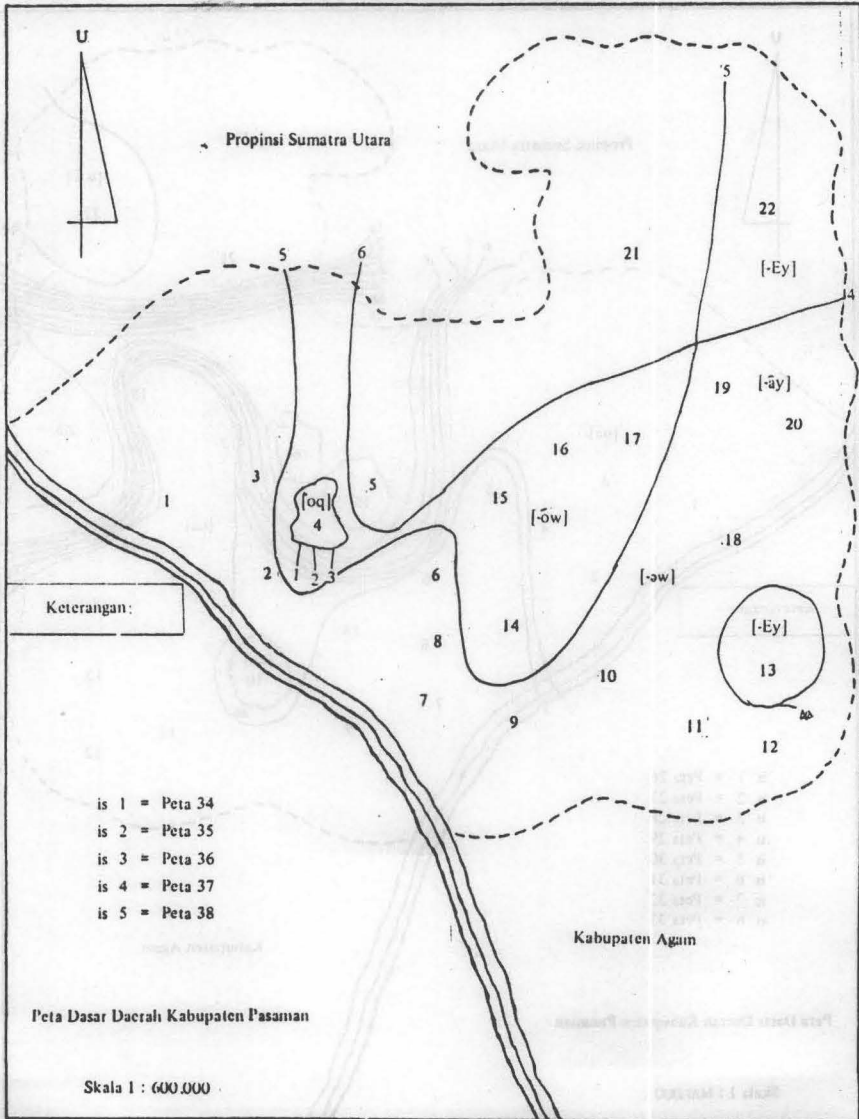 U
5
Propinsi Sumatra Utara
22
21
5 6
[-Ey]
4
19 [-āy]
20
17
16
3 5
15
1 [oq]
4
[-ōw]
18
2 1 2 3 6 [-əw]
Keterangan:
14 [-Ey]
8
13
10
7
9
11
12
is 1 = Peta 34
is 2 = Peta 35
is 3 = Peta 36
is 4 = Peta 37
is 5 = Peta 38
Kabupaten Agam
Peta Dasar Daerah Kabupaten Pasaman
Skala 1 : 600.000